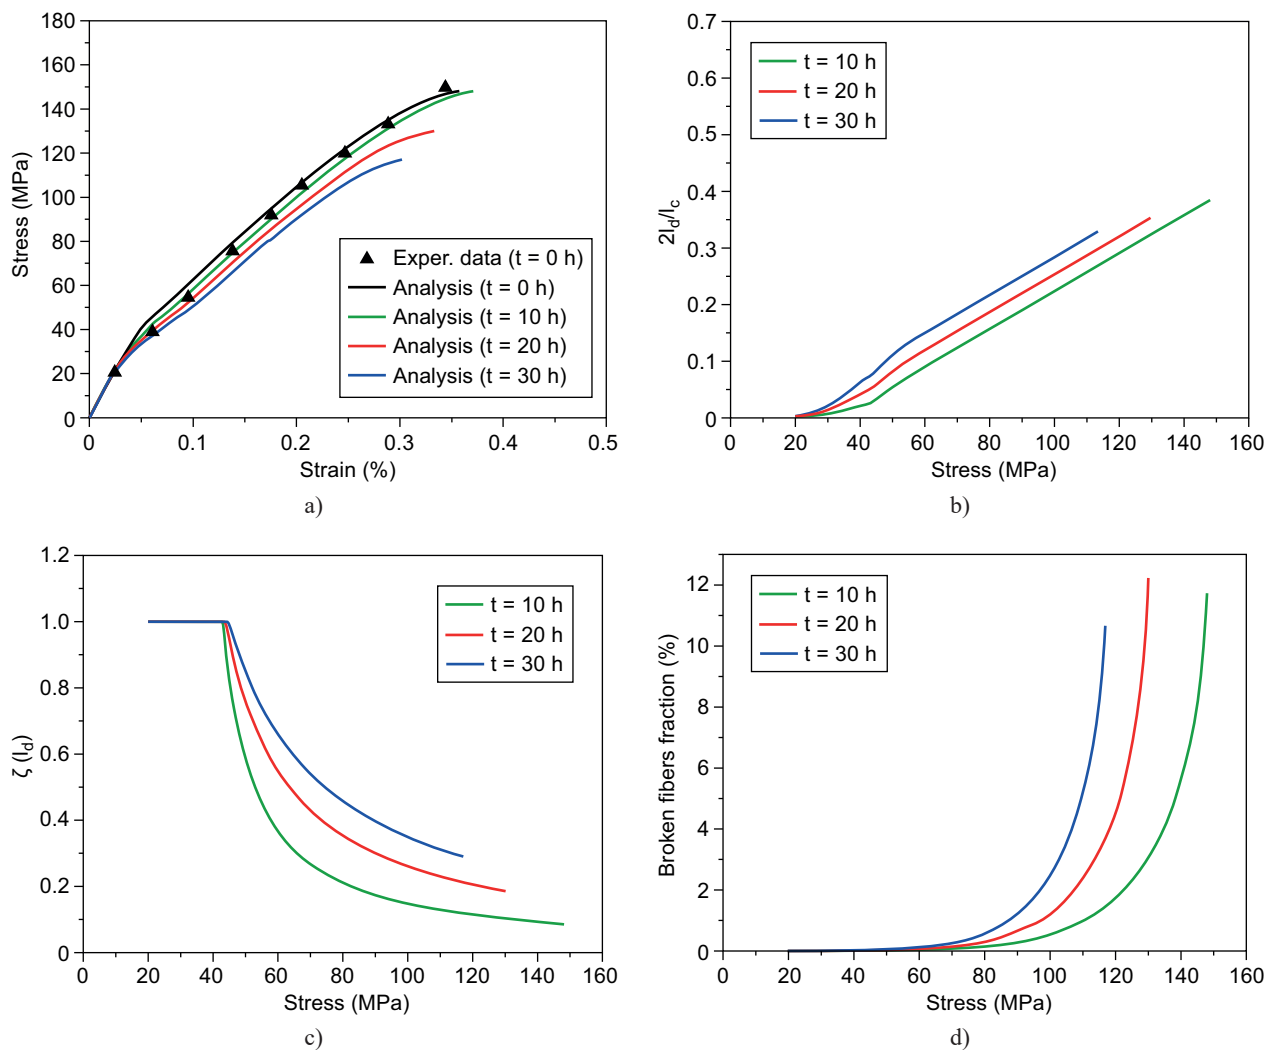 180
160
140
120
100
80
60
40
20
0
Stress (MPa)
0
0.1
0.2
0.3
0.4
0.5
Strain (%)
Exper. data (t = 0 h)
Analysis (t = 0 h)
Analysis (t = 10 h)
Analysis (t = 20 h)
Analysis (t = 30 h)
a)
0.7
0.6
0.5
0.4
0.3
0.2
0.1
0
2l_d/l_c
0
20
40
60
80
100
120
140
160
Stress (MPa)
t = 10 h
t = 20 h
t = 30 h
b)
1.2
1.0
0.8
0.6
0.4
0.2
0
ζ (l_d)
0
20
40
60
80
100
120
140
160
Stress (MPa)
t = 10 h
t = 20 h
t = 30 h
c)
12
10
8
6
4
2
0
Broken fibers fraction (%)
0
20
40
60
80
100
120
140
160
Stress (MPa)
t = 10 h
t = 20 h
t = 30 h
d)